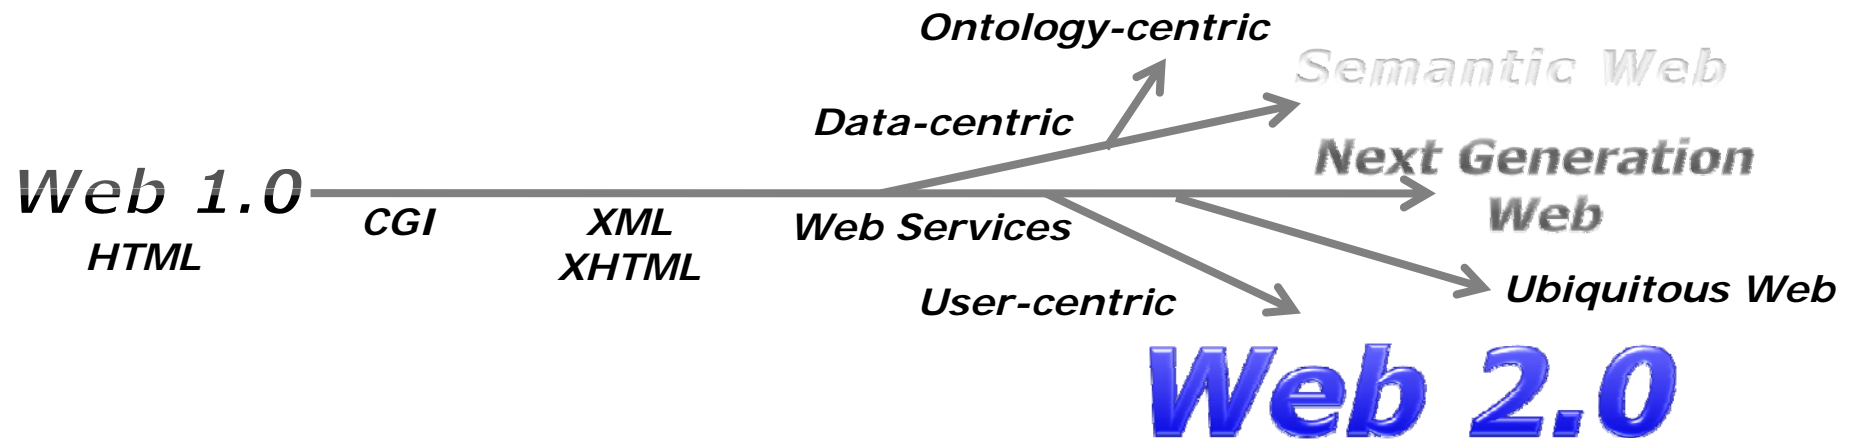 Ontology-centric
Semantic Web
Data-centric
Next Generation
Web
Web 1.0
HTML
CGI
XML
XHTML
Web Services
User-centric
Ubiquitous Web
Web 2.0